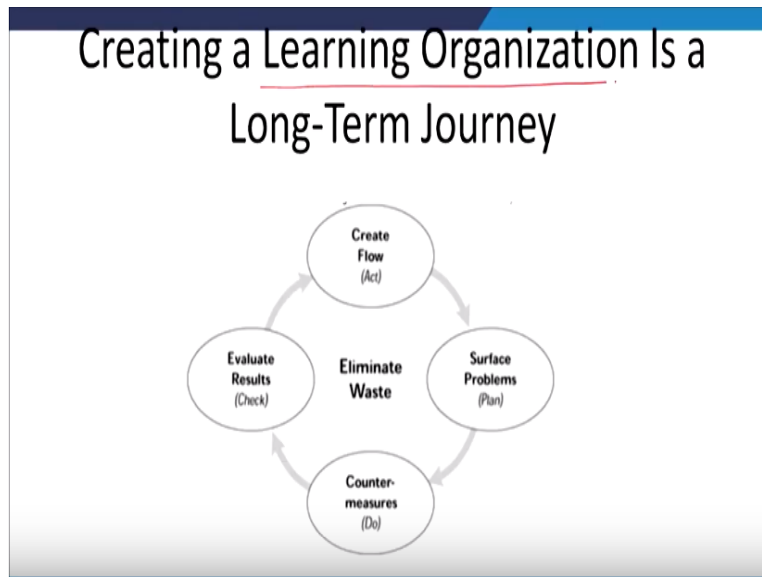 Creating a Learning Organization Is a
Long-Term Journey
Create
Flow
(Act)
Evaluate
Results
(Check)
Eliminate
Waste
Surface
Problems
(Plan)
Counter-
measures
(Do)